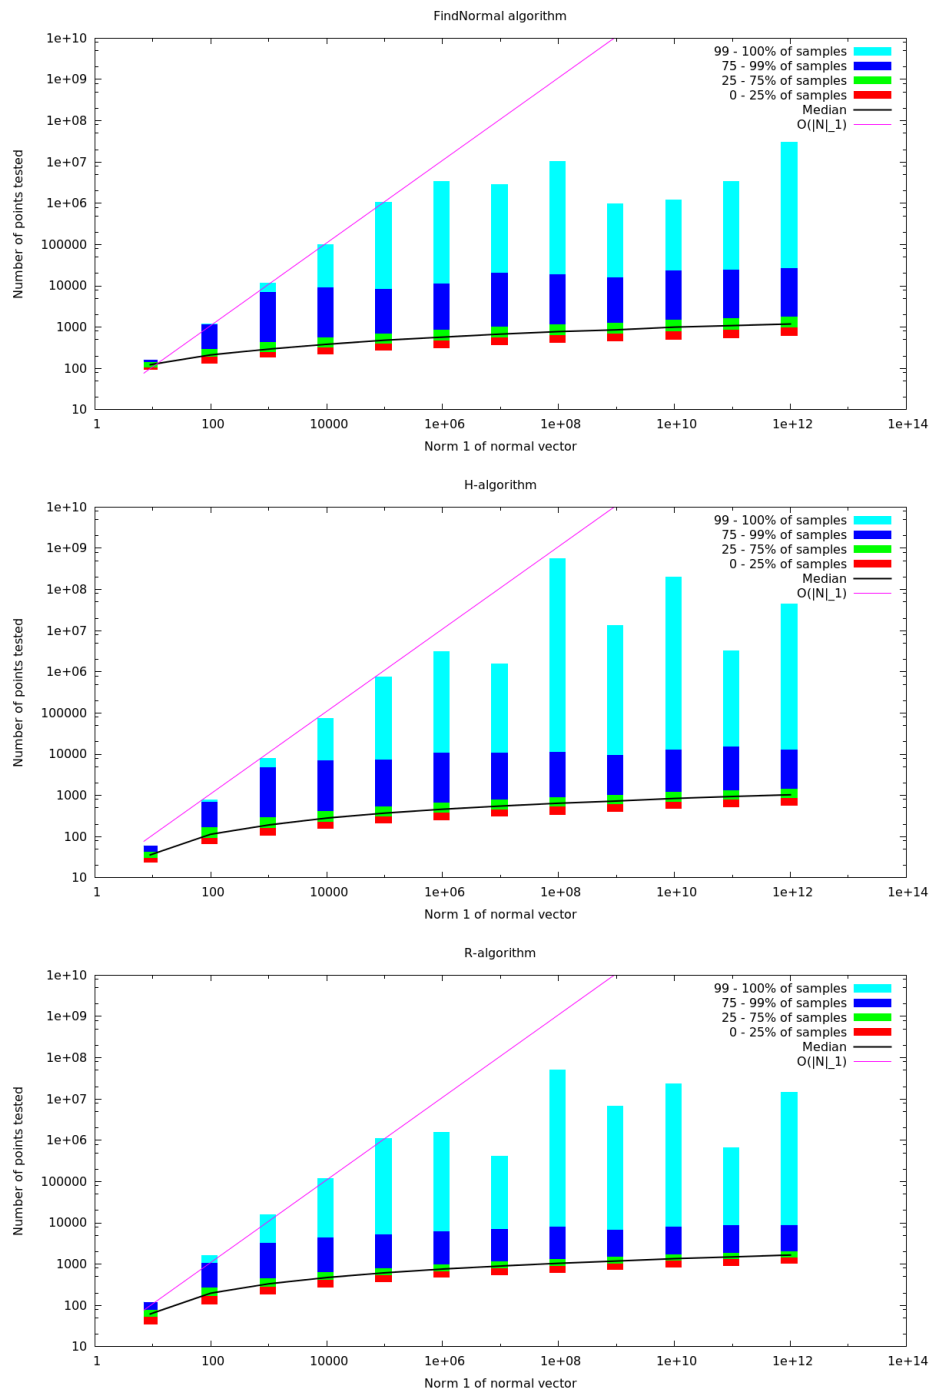 FindNormal algorithm
1e+10
1e+09
1e+08
1e+07
1e+06
100000
10000
1000
100
10
Number of points tested
99 - 100% of samples
75 - 99% of samples
25 - 75% of samples
0 - 25% of samples
Median
O(|N|_1)
1 100 10000 1e+06 1e+08 1e+10 1e+12 1e+14
Norm 1 of normal vector
H-algorithm
1e+10
1e+09
1e+08
1e+07
1e+06
100000
10000
1000
100
10
Number of points tested
99 - 100% of samples
75 - 99% of samples
25 - 75% of samples
0 - 25% of samples
Median
O(|N|_1)
1 100 10000 1e+06 1e+08 1e+10 1e+12 1e+14
Norm 1 of normal vector
R-algorithm
1e+10
1e+09
1e+08
1e+07
1e+06
100000
10000
1000
100
10
Number of points tested
99 - 100% of samples
75 - 99% of samples
25 - 75% of samples
0 - 25% of samples
Median
O(|N|_1)
1 100 10000 1e+06 1e+08 1e+10 1e+12 1e+14
Norm 1 of normal vector